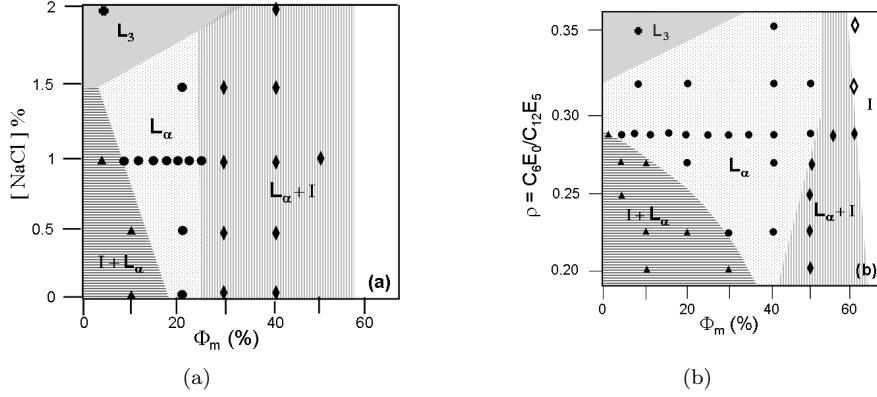 2
1.5
1
0.5
0
[ NaCl ] %
L₃
Lα
Lα + I
I + Lα
(a)
0 20 40 60
Φm (%)
(a)
0.35
0.30
0.25
0.20
ρ = C₆E₀/C₁₂E₅
L₃
I
Lα
I + Lα
Lα + I
(b)
0 20 40 60
Φm (%)
(b)